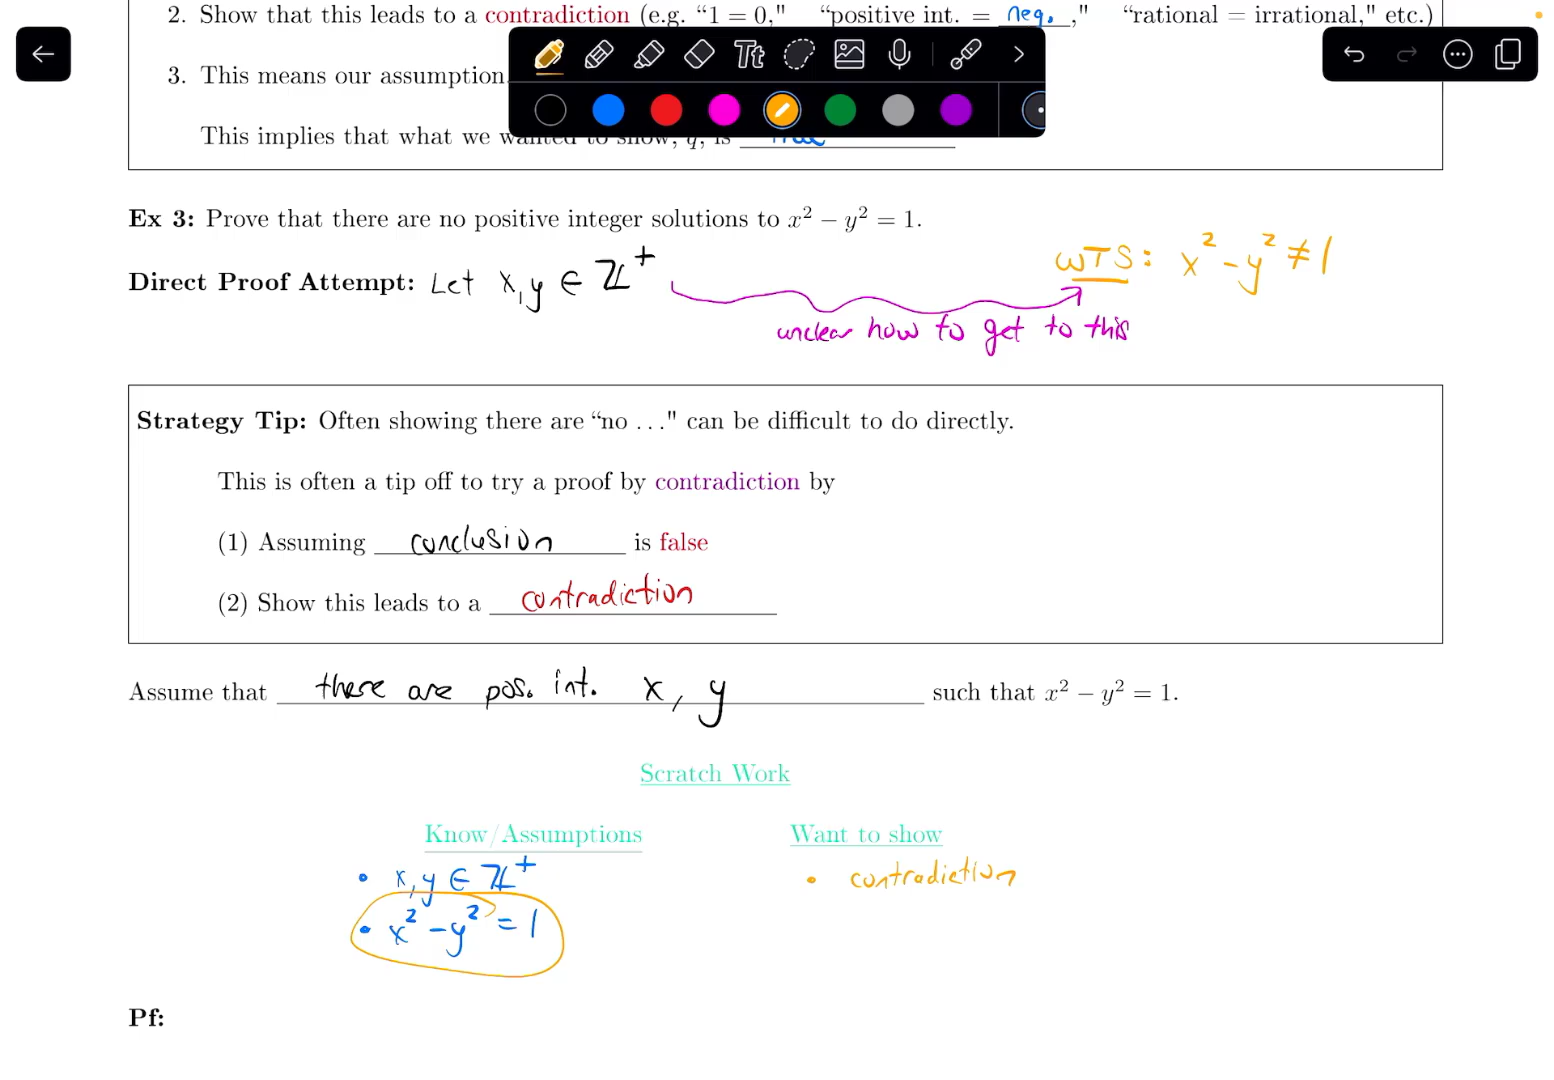 2. Show that this leads to a contradiction (e.g. “1 = 0," “positive int. = neg.," “rational = irrational," etc.)
3. This means our assumption
Tt
This implies that what we wanted to show, q, is true
Ex 3: Prove that there are no positive integer solutions to x² − y² = 1.
WTS: x² - y² ≠ 1
Direct Proof Attempt: Let x, y ∈ ℤ⁺
unclear how to get to this
Strategy Tip: Often showing there are “no …" can be difficult to do directly.
This is often a tip off to try a proof by contradiction by
(1) Assuming conclusion is false
(2) Show this leads to a contradiction
Assume that there are pos. int. x, y such that x² − y² = 1.
Scratch Work
Know/Assumptions Want to show
• x, y ∈ ℤ⁺ • contradiction
• x² - y² = 1
Pf: